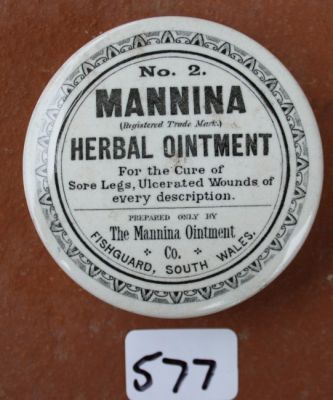 No. 2.
MANNINA
(Registered Trade Mark.)
HERBAL OINTMENT
For the Cure of
Sore Legs, Ulcerated Wounds of
every description.
PREPARED ONLY BY
The Mannina Ointment
Co.
FISHGUARD, SOUTH WALES.
577